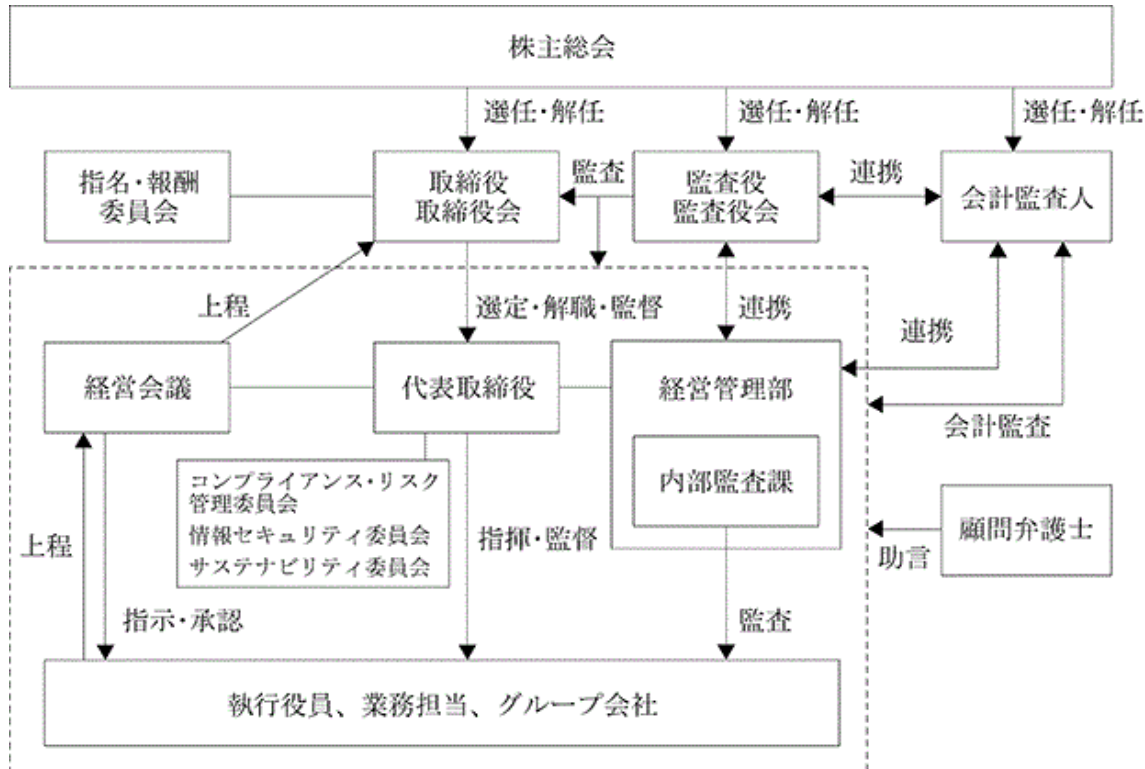 株主総会
選任・解任
選任・解任
選任・解任
指名・報酬
委員会
取締役
取締役会
監査
監査役
監査役会
連携
会計監査人
上程
選定・解職・監督
連携
連携
経営会議
代表取締役
経営管理部
会計監査
内部監査課
コンプライアンス・リスク
管理委員会
情報セキュリティ委員会
サステナビリティ委員会
上程
指揮・監督
顧問弁護士
助言
指示・承認
監査
執行役員、業務担当、グループ会社